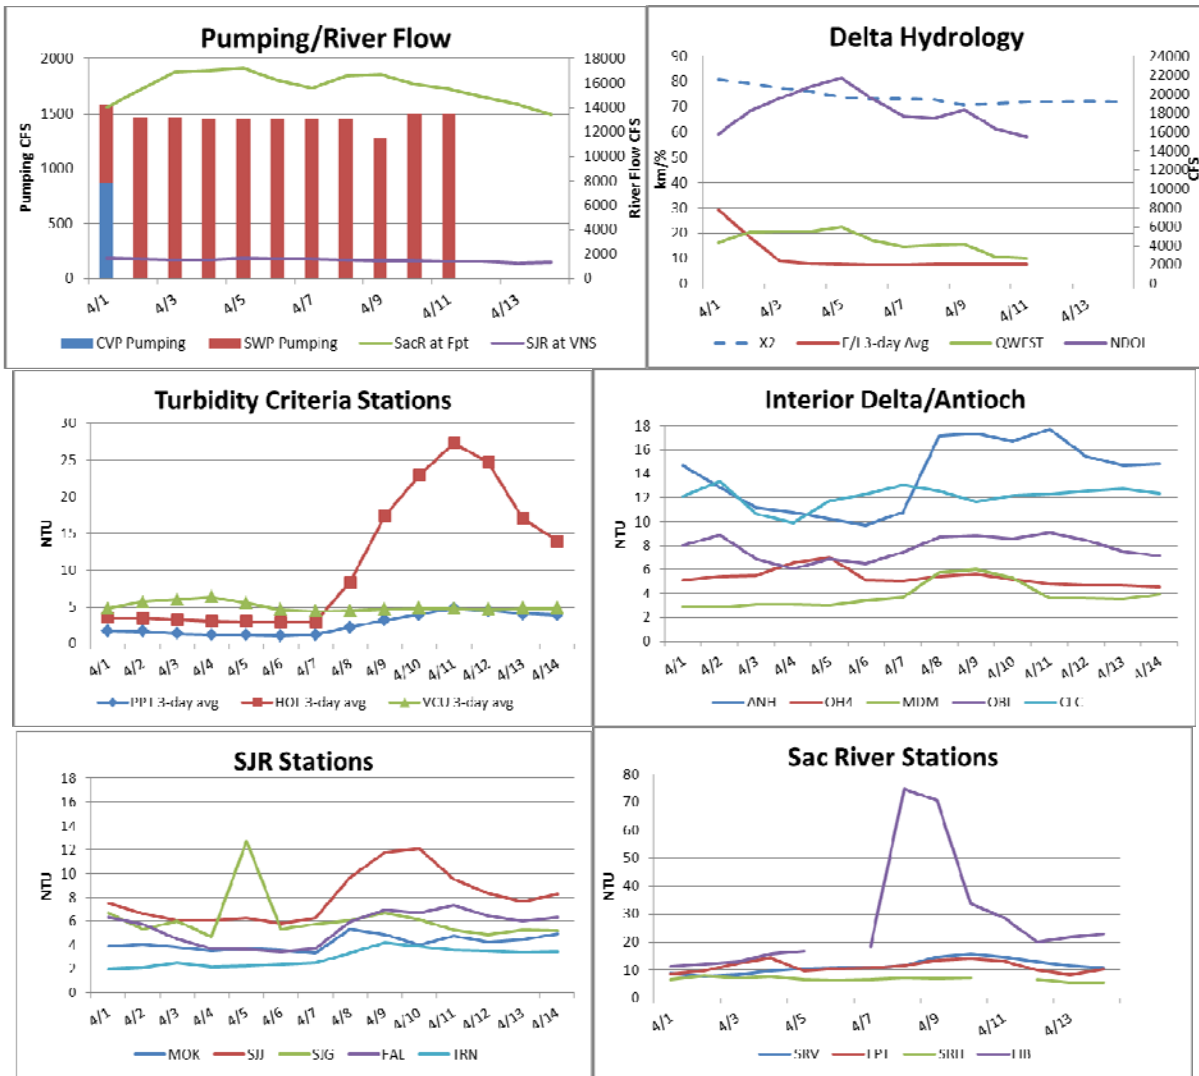 Pumping/River Flow
2000
1500
1000
500
0
Pumping CFS
18000
16000
14000
12000
10000
8000
6000
4000
2000
0
River Flow CFS
4/1 4/3 4/5 4/7 4/9 4/11 4/13
CVP Pumping SWP Pumping SacR at Fpt SJR at VNS
Delta Hydrology
90
80
70
60
50
40
30
20
10
0
km/%
24000
22000
20000
18000
16000
14000
12000
10000
8000
6000
4000
2000
0
CFS
4/1 4/3 4/5 4/7 4/9 4/11 4/13
X2 E/I 3-day Avg QWEST NDOI
Turbidity Criteria Stations
30
25
20
15
10
5
0
NTU
4/1 4/2 4/3 4/4 4/5 4/6 4/7 4/8 4/9 4/10 4/11 4/12 4/13 4/14
PPT 3-day avg HOL 3-day avg VCU 3-day avg
Interior Delta/Antioch
18
16
14
12
10
8
6
4
2
0
NTU
4/1 4/2 4/3 4/4 4/5 4/6 4/7 4/8 4/9 4/10 4/11 4/12 4/13 4/14
ANH OH4 MDM OBI
SJR Stations
18
16
14
12
10
8
6
4
2
0
NTU
4/1 4/2 4/3 4/4 4/5 4/6 4/7 4/8 4/9 4/10 4/11 4/12 4/13 4/14
MOK SJJ SJG FAL TRN
Sac River Stations
80
70
60
50
40
30
20
10
0
NTU
4/1 4/3 4/5 4/7 4/9 4/11 4/13
SRV FPT SRH LIB